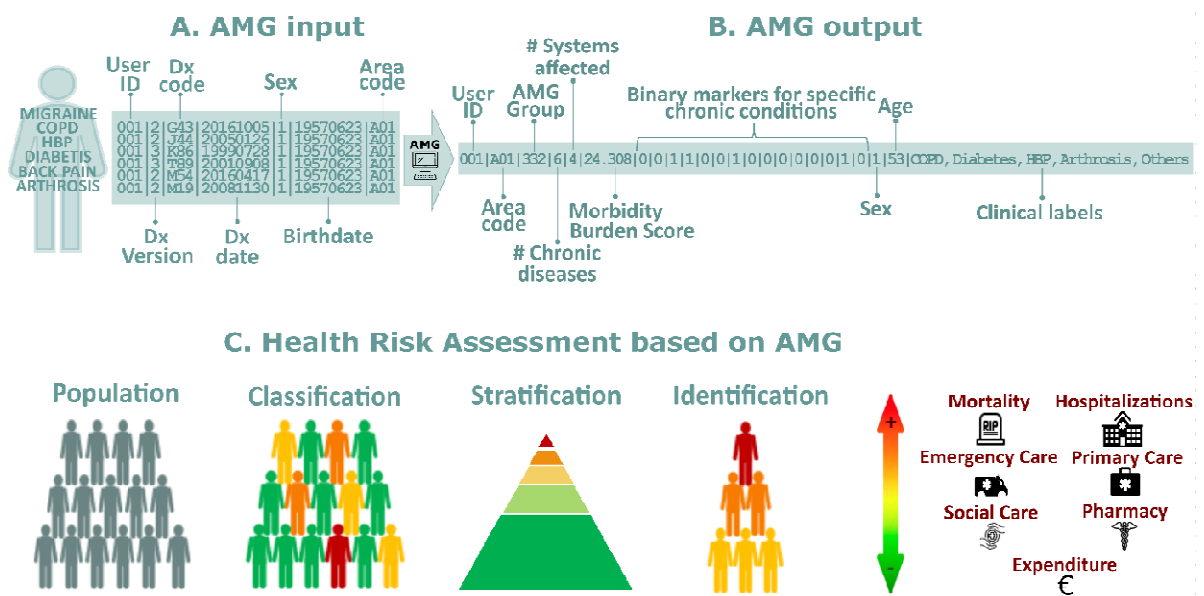 A. AMG input
User
ID
Dx
code
Sex
Area
code
MIGRAINE
COPD
HBP
DIABETIS
BACK PAIN
ARTHROSIS
001|2|G43|20161005|1|19570623|A01
001|2|J44|20050126|1|19570623|A01
001|3|K86|19990728|1|19570623|A01
001|3|T89|20010908|1|19570623|A01
001|2|M54|20160417|1|19570623|A01
001|2|M19|20081130|1|19570623|A01
Dx
Version
Dx
date
Birthdate
AMG
B. AMG output
User
ID
AMG
Group
# Systems
affected
Binary markers for specific
chronic conditions
Age
001|A01|332|6|4|24.308|0|0|1|1|0|0|1|0|0|0|0|0|0|1|0|1|53|COPD,Diabetes,HBP,Arthrosis,Others
Area
code
# Chronic
diseases
Morbidity
Burden Score
Sex
Clinical labels
C. Health Risk Assessment based on AMG
Population
Classification
Stratification
Identification
+
-
Mortality
Hospitalizations
RIP
Emergency Care
Primary Care
Social Care
Pharmacy
Expenditure
€